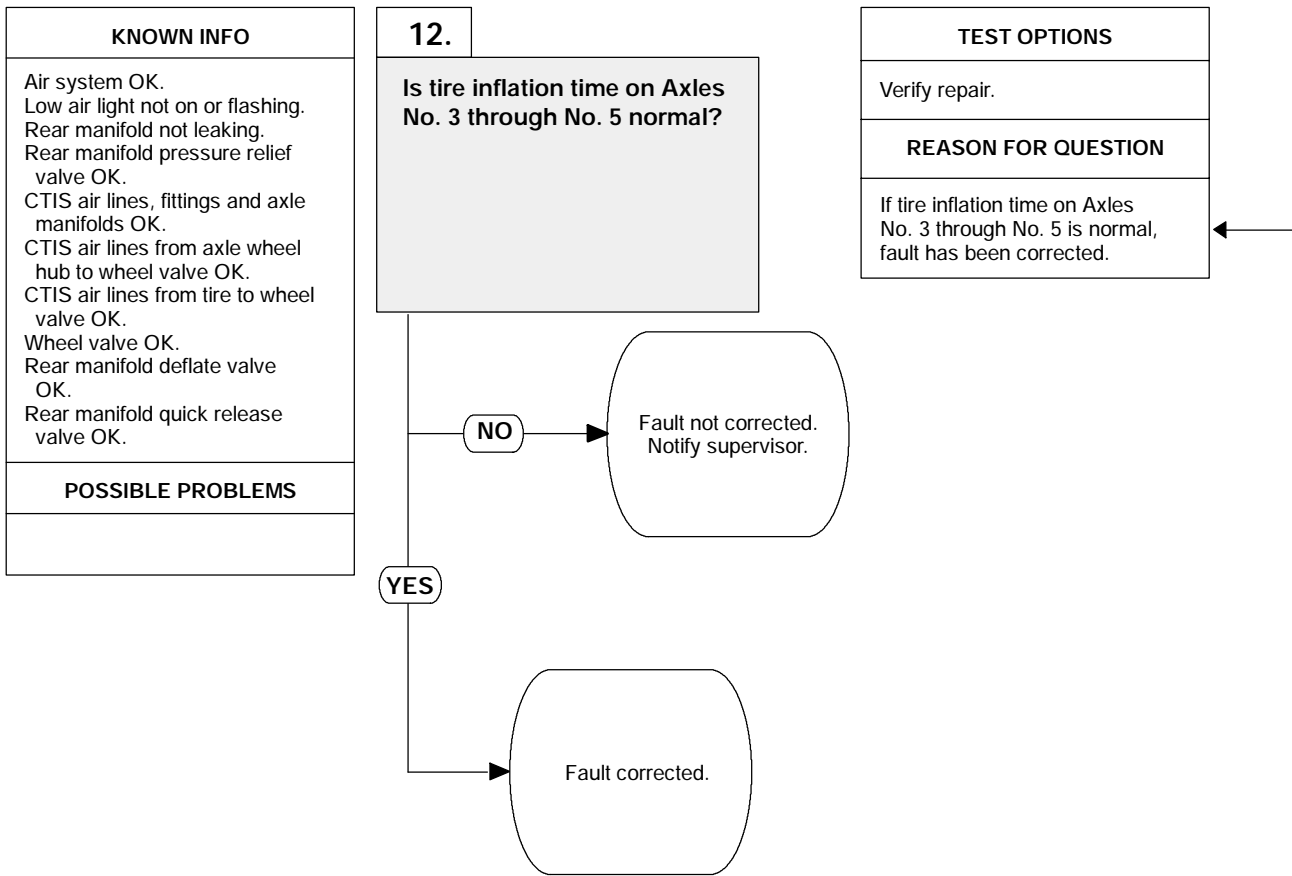 KNOWN INFO
Air system OK.
Low air light not on or flashing.
Rear manifold not leaking.
Rear manifold pressure relief
valve OK.
CTIS air lines, fittings and axle
manifolds OK.
CTIS air lines from axle wheel
hub to wheel valve OK.
CTIS air lines from tire to wheel
valve OK.
Wheel valve OK.
Rear manifold deflate valve
OK.
Rear manifold quick release
valve OK.
POSSIBLE PROBLEMS
12.
Is tire inflation time on Axles
No. 3 through No. 5 normal?
TEST OPTIONS
Verify repair.
REASON FOR QUESTION
If tire inflation time on Axles
No. 3 through No. 5 is normal,
fault has been corrected.
NO
Fault not corrected.
Notify supervisor.
YES
Fault corrected.